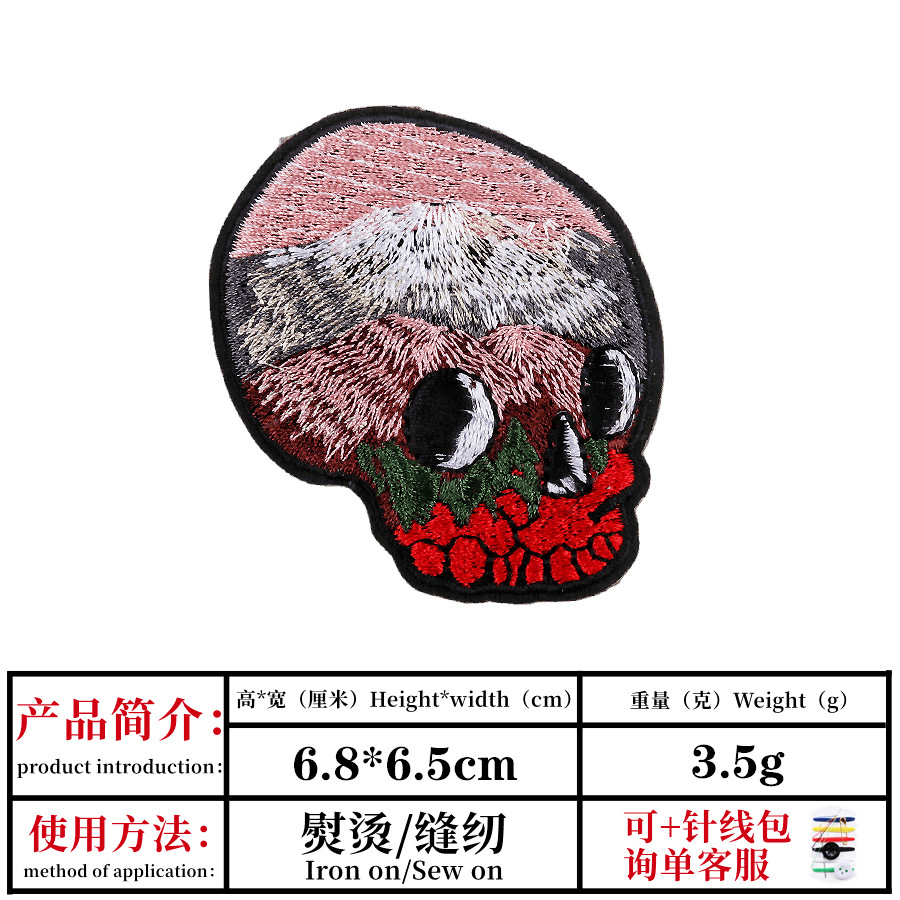 产品简介：
product introduction：
高*宽（厘米）Height*width（cm）
重量（克）Weight（g）
6.8*6.5cm
3.5g
使用方法：
method of application：
熨烫/缝纫
Iron on/Sew on
可+针线包
询单客服